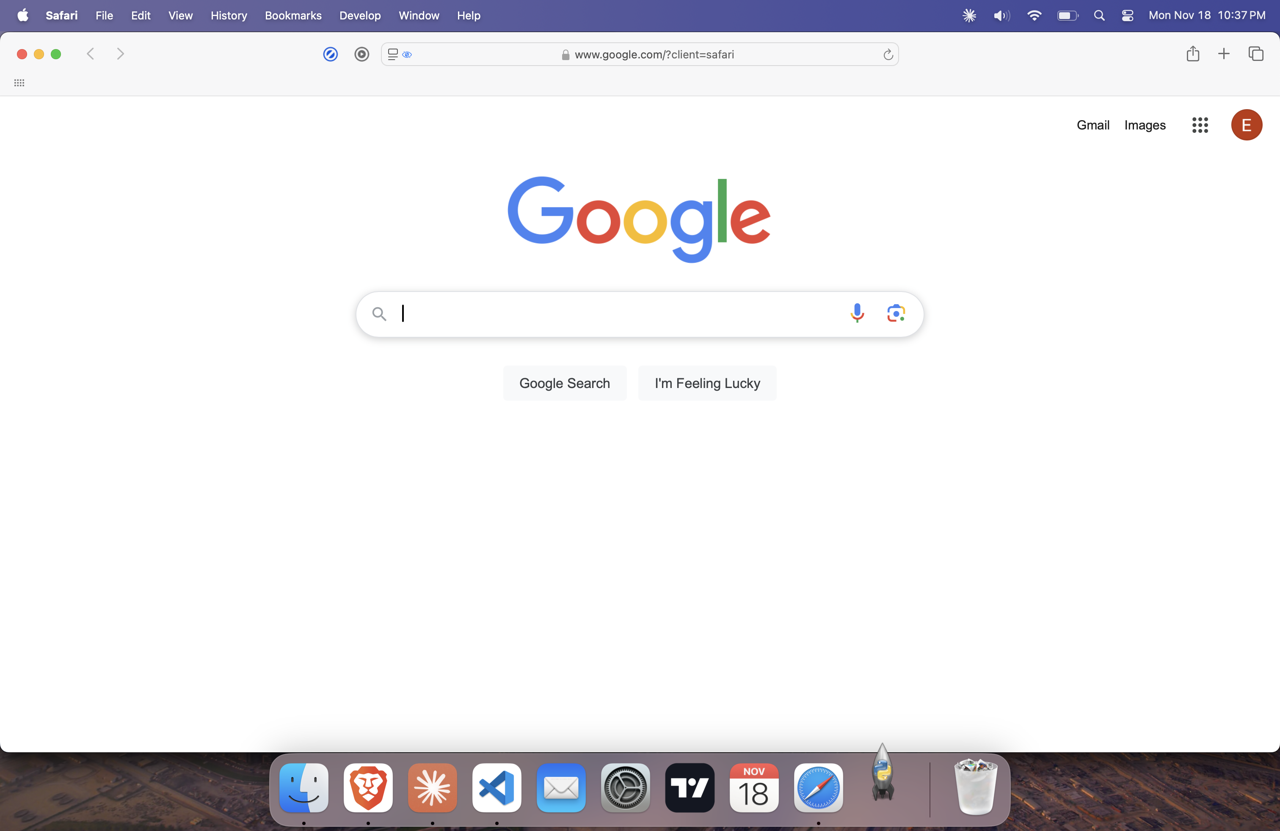 Safari File Edit View History Bookmarks Develop Window Help Mon Nov 18 10:37 PM
www.google.com/?client=safari
Gmail Images E
Google
Google Search I'm Feeling Lucky
NOV
18